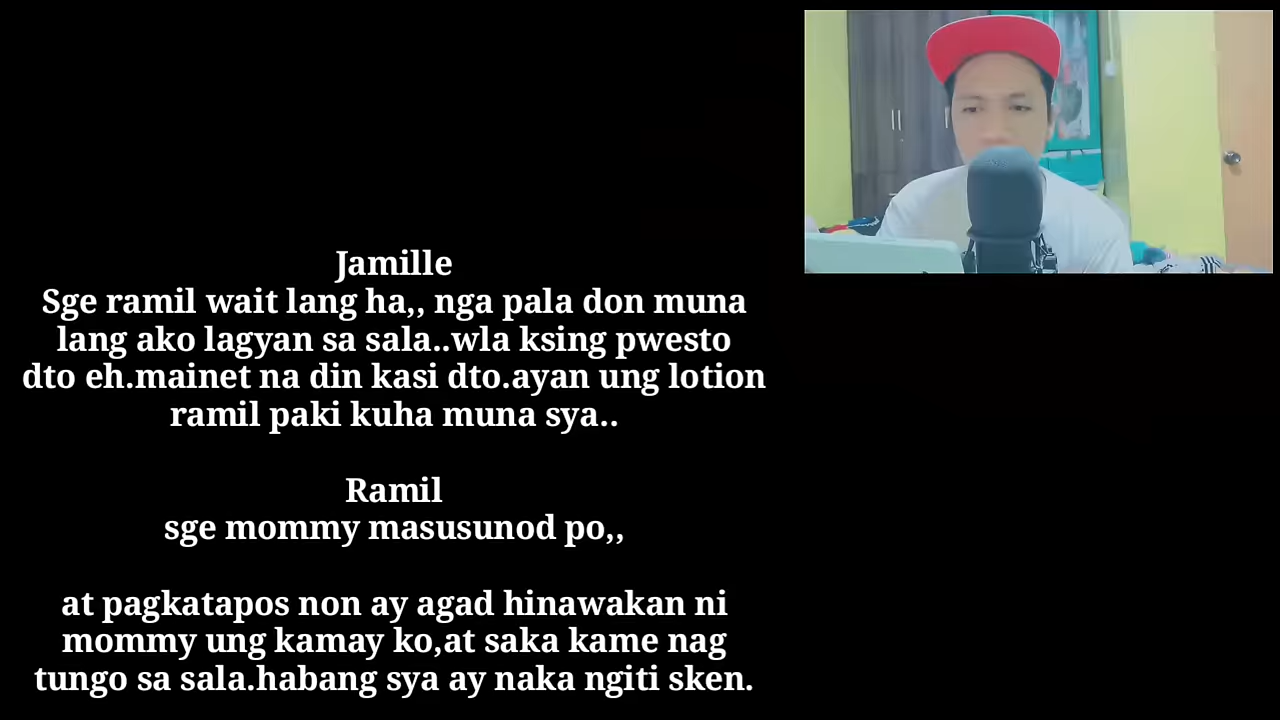 Jamille
Sge ramil wait lang ha,, nga pala don muna
lang ako lagyan sa sala..wla ksing pwesto
dto eh.mainet na din kasi dto.ayan ung lotion
ramil paki kuha muna sya..
Ramil
sge mommy masusunod po,,
at pagkatapos non ay agad hinawakan ni
mommy ung kamay ko,at saka kame nag
tungo sa sala.habang sya ay naka ngiti sken.